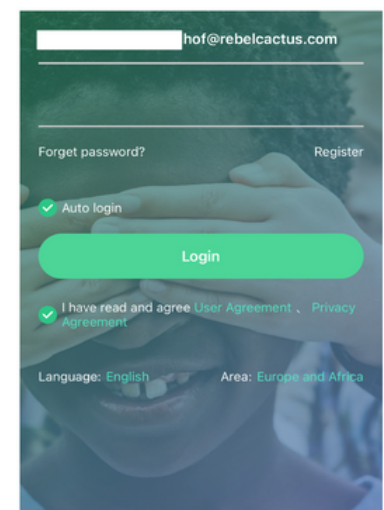 hof@rebelcactus.com
Forget password? Register
Auto login
Login
I have read and agree User Agreement 、 Privacy
Agreement
Language: English Area: Europe and Africa